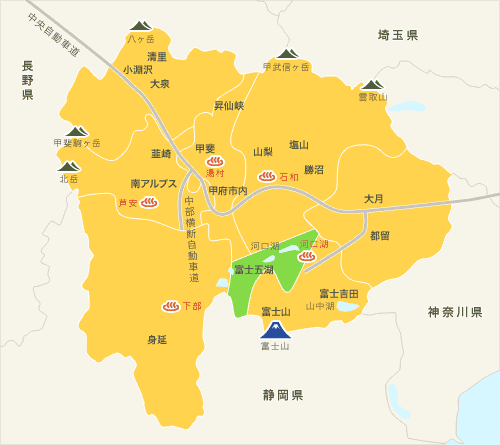 中央自動車道
八ヶ岳
埼玉県
清里
小淵沢
大泉
甲武信ヶ岳
長野県
雲取山
昇仙峡
甲斐駒ヶ岳
韮崎
甲斐
山梨
塩山
湯村
勝沼
北岳
石和
南アルプス
甲府市内
芦安
大月
中部横断自動車道
都留
河口湖
河口湖
富士五湖
富士吉田
下部
山中湖
富士山
神奈川県
身延
富士山
静岡県